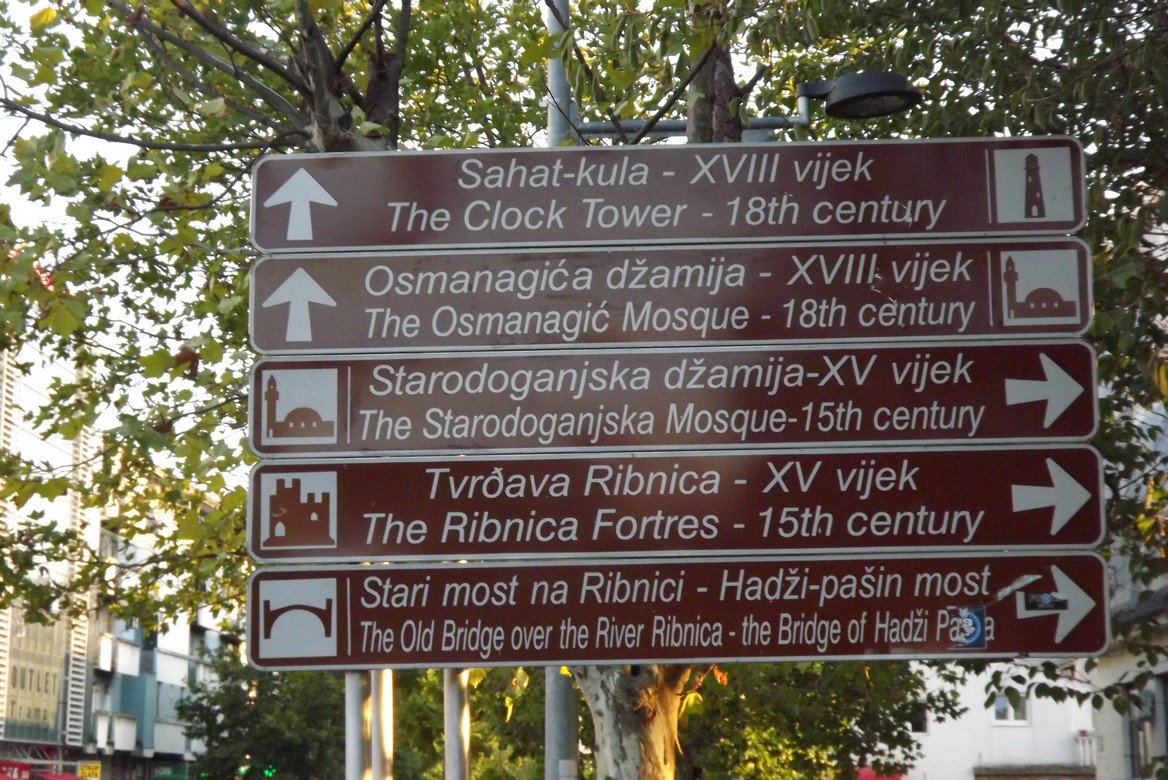 Sahat-kula - XVIII vijek
The Clock Tower - 18th century
Osmanagića džamija - XVIII vijek
The Osmanagić Mosque - 18th century
Starodoganjska džamija-XV vijek
The Starodoganjska Mosque-15th century
Tvrðava Ribnica - XV vijek
The Ribnica Fortres - 15th century
Stari most na Ribnici - Hadži-pašin most
The Old Bridge over the River Ribnica - the Bridge of Hadži
OUTLET